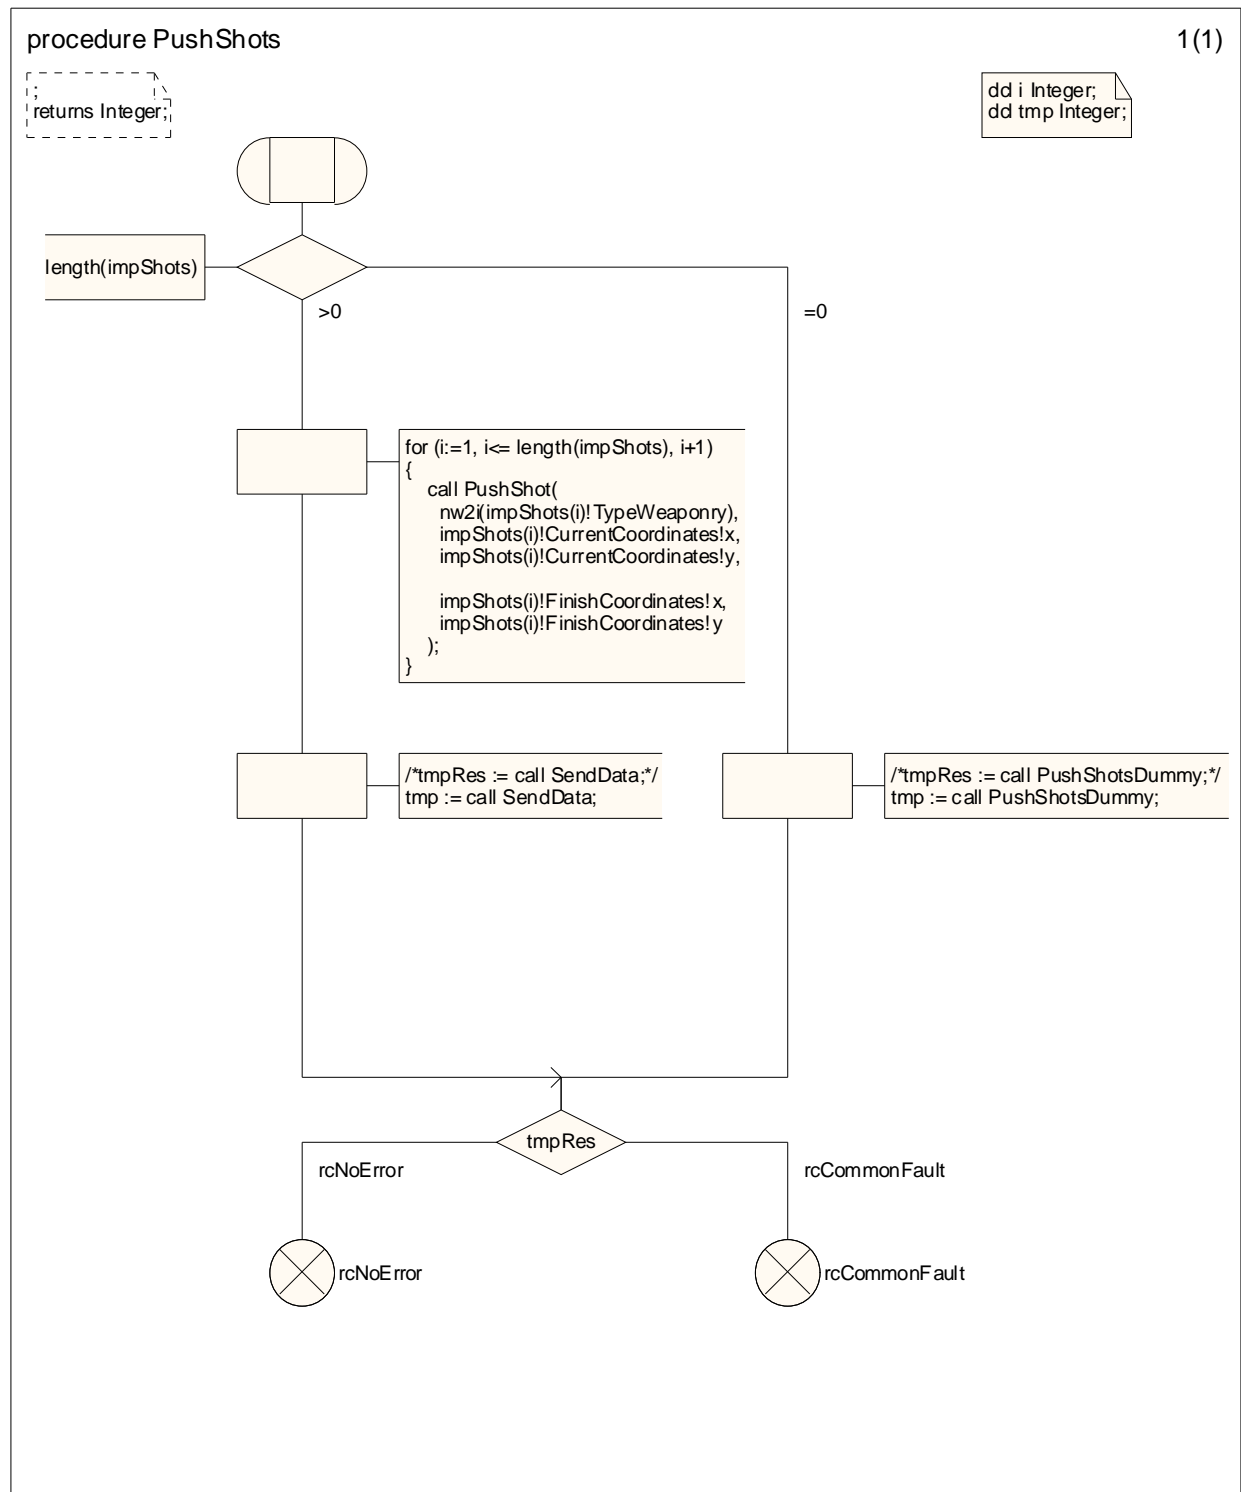 procedure PushShots
1(1)
;
returns Integer;
dcl i Integer;
dcl tmp Integer;
length(impShots)
>0
=0
for (i:=1, i<= length(impShots), i+1)
{
call PushShot(
nw2i(impShots(i)!TypeWeaponry),
impShots(i)!CurrentCoordinates!x,
impShots(i)!CurrentCoordinates!y,
impShots(i)!FinishCoordinates!x,
impShots(i)!FinishCoordinates!y
);
}
/*tmpRes := call SendData;*/
tmp := call SendData;
/*tmpRes := call PushShotsDummy;*/
tmp := call PushShotsDummy;
tmpRes
rcNoError
rcCommonFault
rcNoError
rcCommonFault